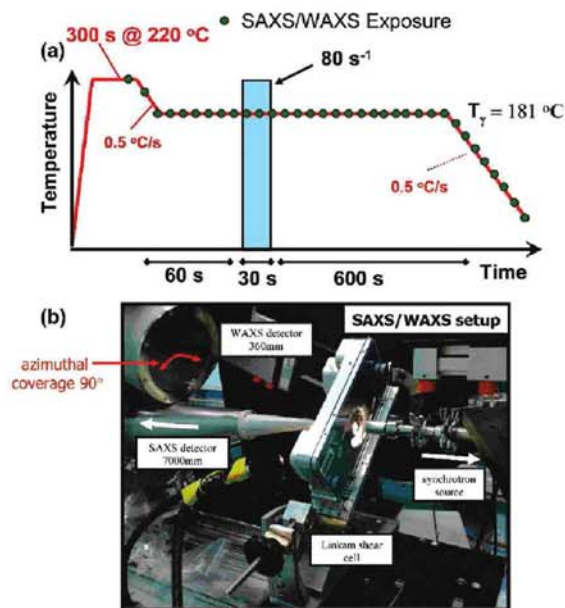 SAXS/WAXS Exposure
(a)
300 s @ 220 °C
80 s⁻¹
Tγ = 181 °C
0.5 °C/s
0.5 °C/s
Temperature
60 s
30 s
600 s
Time
(b)
SAXS/WAXS setup
WAXS detector
360mm
azimuthal
coverage 90°
SAXS detector
7000mm
synchrotron
source
Linkam shear
cell